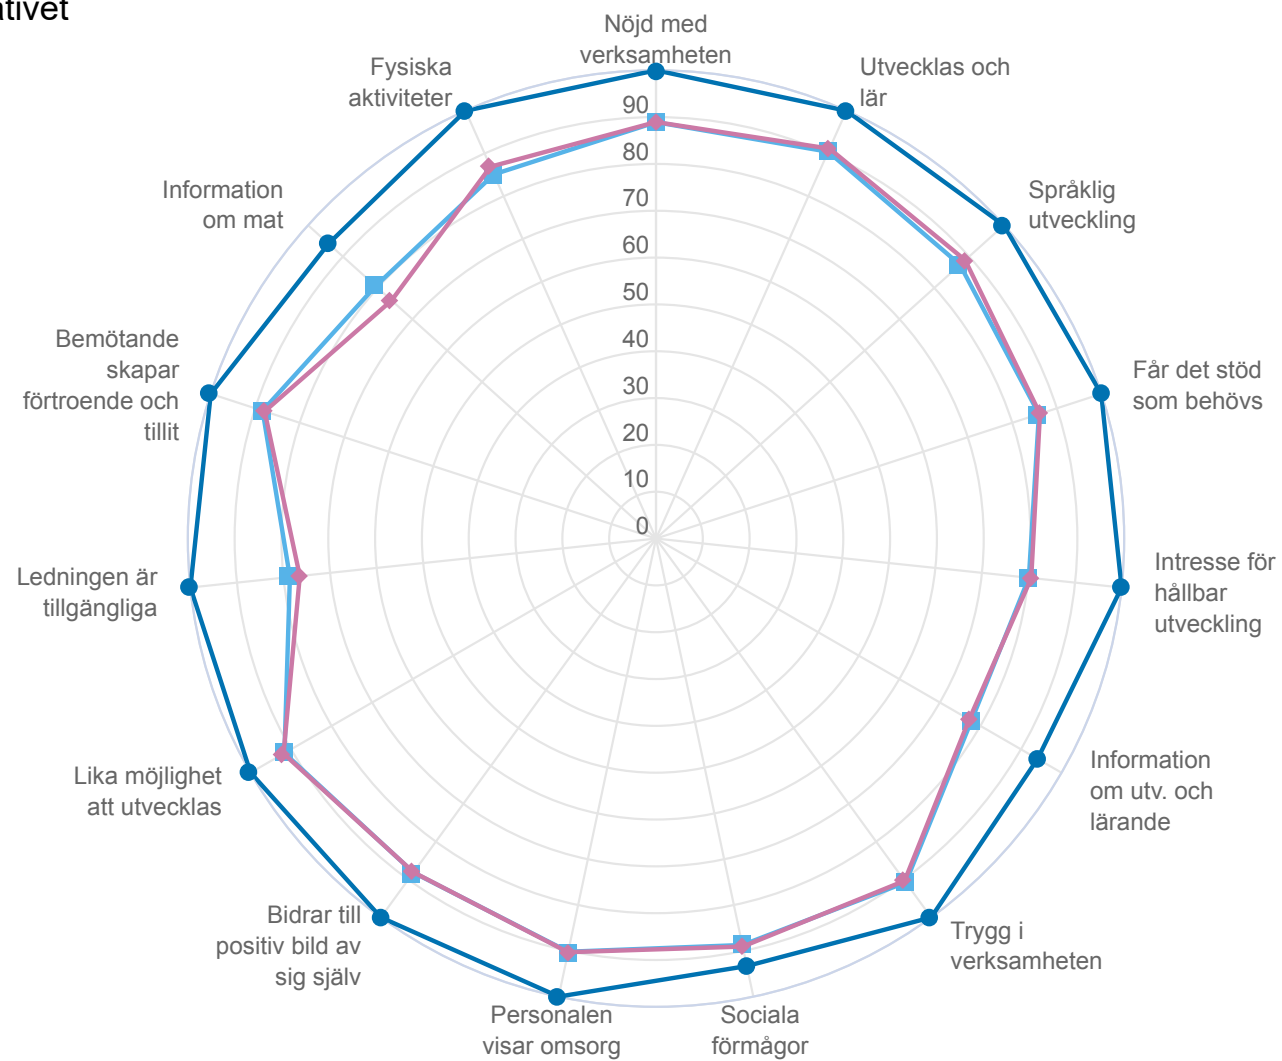 ativet
Nöjd med
verksamheten
Utvecklas och
lär
Språklig
utveckling
Får det stöd
som behövs
Intresse för
hållbar
utveckling
Information
om utv. och
lärande
Trygg i
verksamheten
Sociala
förmågor
Personalen
visar omsorg
Bidrar till
positiv bild av
sig själv
Lika möjlighet
att utvecklas
Ledningen är
tillgängliga
Bemötande
skapar
förtroende och
tillit
Information
om mat
Fysiska
aktiviteter
90
80
70
60
50
40
30
20
10
0